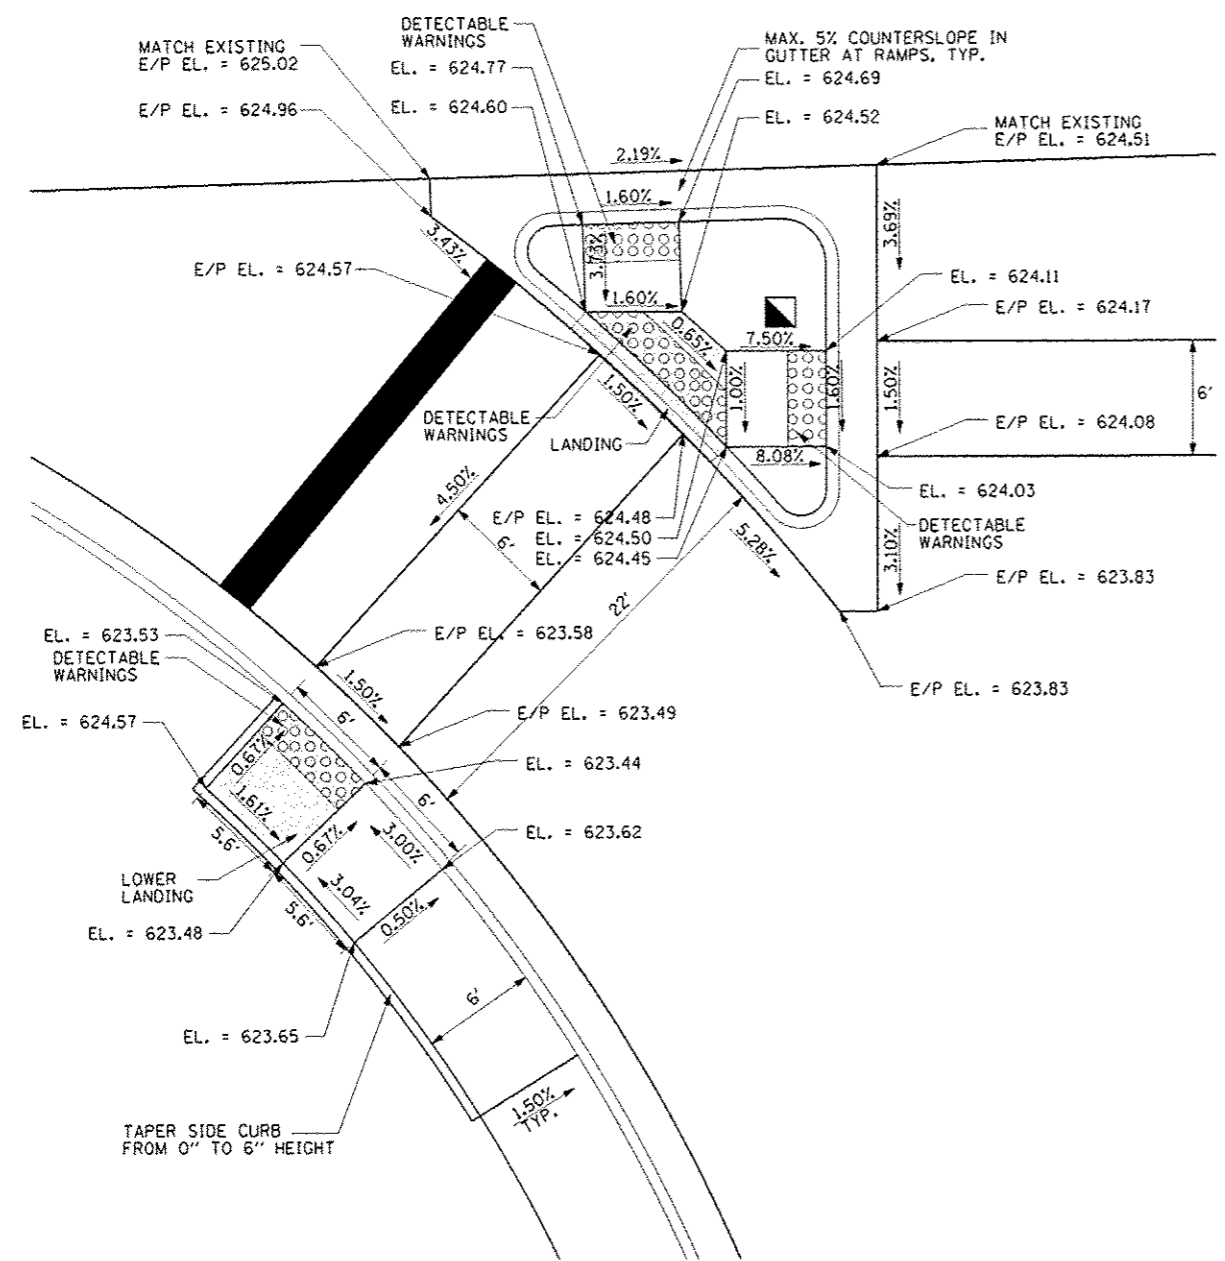 DETECTABLE
WARNINGS
MATCH EXISTING
E/P EL. = 625.02
MAX. 5% COUNTERSLOPE IN
GUTTER AT RAMPS, TYP.
EL. = 624.77
EL. = 624.69
E/P EL. = 624.96
EL. = 624.60
EL. = 624.52
MATCH EXISTING
E/P EL. = 624.51
2.19%
1.60%
3.43%
3.73%
3.69%
E/P EL. = 624.57
EL. = 624.11
1.60%
E/P EL. = 624.17
0.65%
7.50%
1.50%
1.00%
1.60%
1.50%
6'
DETECTABLE
WARNINGS
LANDING
E/P EL. = 624.08
8.08%
4.50%
EL. = 624.03
E/P EL. = 624.48
EL. = 624.50
EL. = 624.45
6'
5.28%
DETECTABLE
WARNINGS
3.10%
E/P EL. = 623.83
22'
EL. = 623.53
E/P EL. = 623.58
DETECTABLE
WARNINGS
1.50%
E/P EL. = 623.83
EL. = 624.57
6'
E/P EL. = 623.49
0.67%
EL. = 623.44
1.61%
6'
5.6'
3.00%
EL. = 623.62
0.67%
LOWER
LANDING
3.04%
5.6'
0.50%
EL. = 623.48
6'
EL. = 623.65
1.50%
TYP.
TAPER SIDE CURB
FROM 0" TO 6" HEIGHT